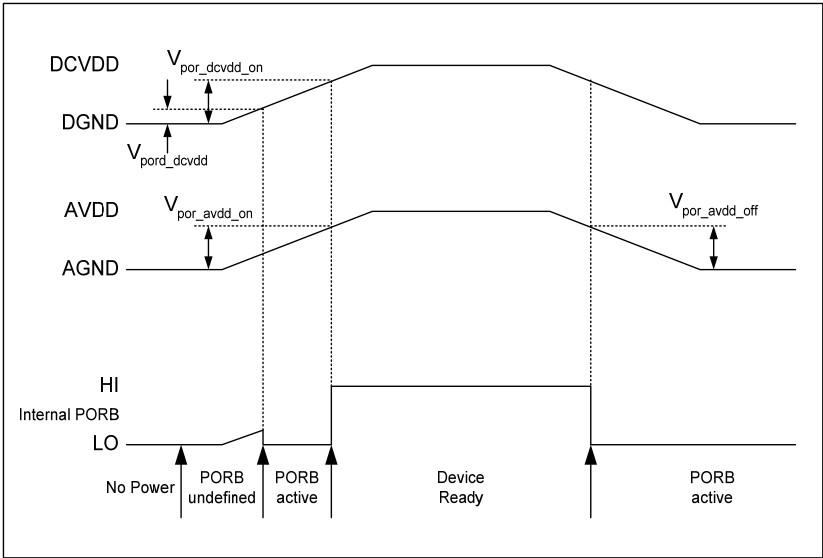 DCVDD
Vpor_dcvdd_on
DGND
Vpord_dcvdd
AVDD
Vpor_avdd_on
Vpor_avdd_off
AGND
HI
Internal PORB
LO
No Power
PORB
undefined
PORB
active
Device
Ready
PORB
active